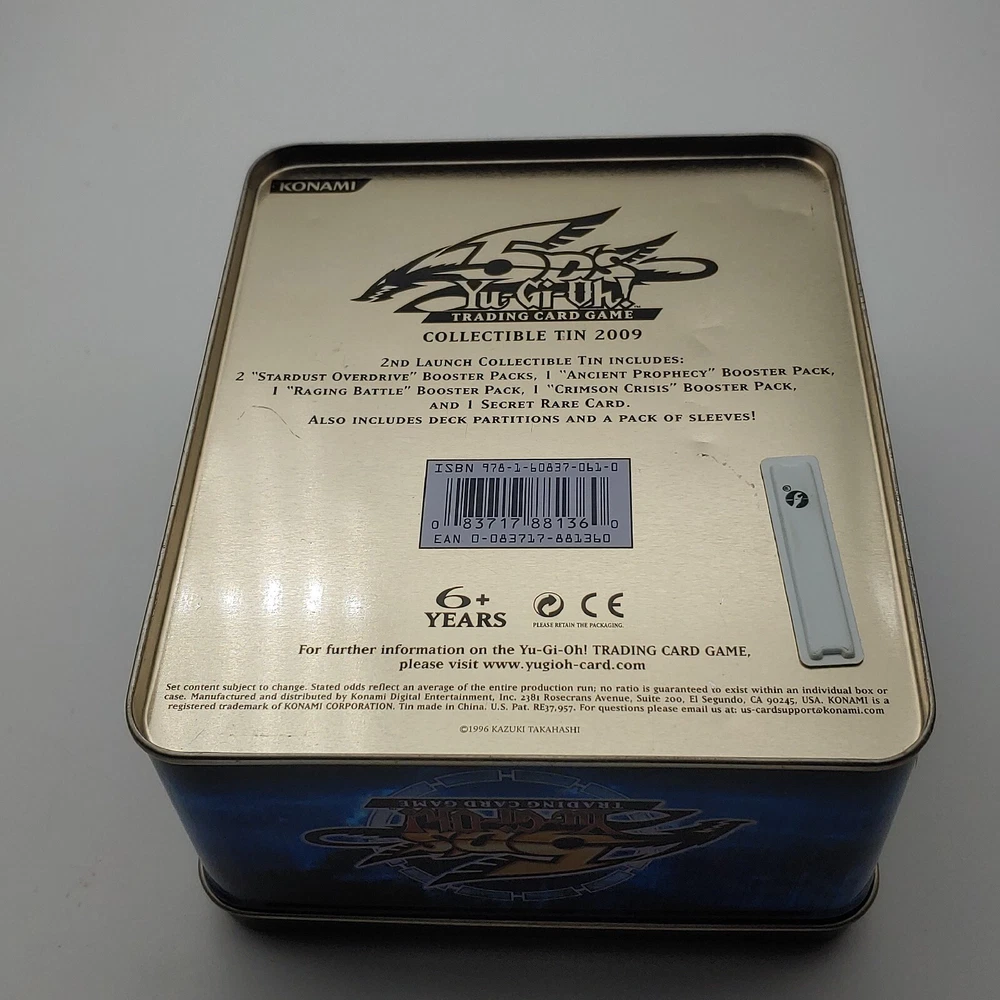 KONAMI
5D's
Yu-Gi-Oh!
TRADING CARD GAME
COLLECTIBLE TIN 2009
2ND LAUNCH COLLECTIBLE TIN INCLUDES:
2 "STARDUST OVERDRIVE" BOOSTER PACKS, 1 "ANCIENT PROPHECY" BOOSTER PACK,
1 "RAGING BATTLE" BOOSTER PACK, 1 "CRIMSON CRISIS" BOOSTER PACK,
AND 1 SECRET RARE CARD.
ALSO INCLUDES DECK PARTITIONS AND A PACK OF SLEEVES!
ISBN 978-1-60837-061-0
0 83717 88136 0
EAN 0-083717-881360
6+
YEARS
CE
PLEASE RETAIN THE PACKAGING.
For further information on the Yu-Gi-Oh! TRADING CARD GAME,
please visit www.yugioh-card.com
Set content subject to change. Stated odds reflect an average of the entire production run; no ratio is guaranteed to exist within an individual box or
case. Manufactured and distributed by Konami Digital Entertainment, Inc. 2381 Rosecrans Avenue, Suite 200, El Segundo, CA 90245, USA. KONAMI is a
registered trademark of KONAMI CORPORATION. Tin made in China. U.S. Pat. RE37,957. For questions please email us at: us-cardsupport@konami.com
©1996 KAZUKI TAKAHASHI
TRADING CARD GAME
Yu-Gi-Oh!
5D's